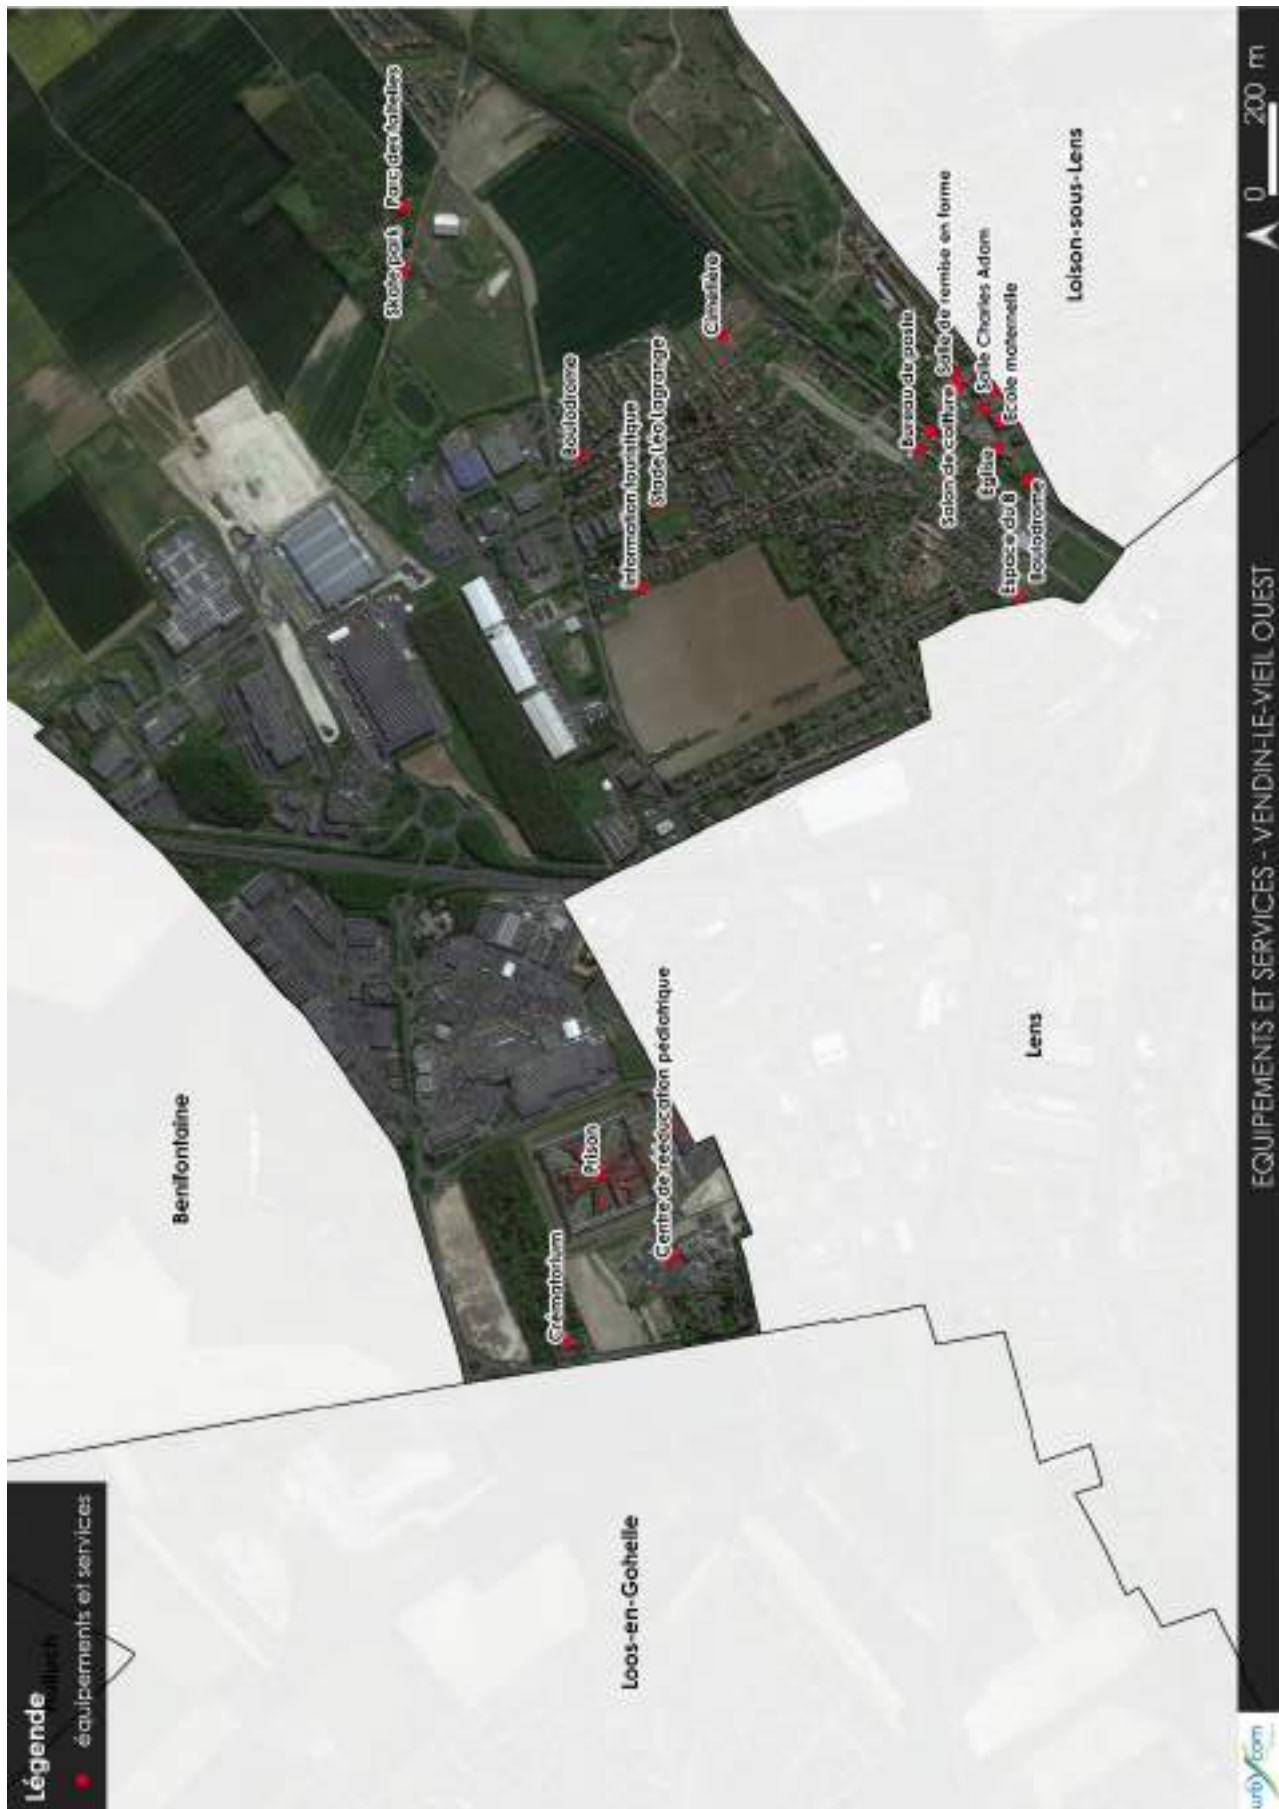 Légende
équipements et services
Benifontaine
Loos-en-Gohelle
Lens
Loison-sous-Lens
Crématorium
Prison
Centre de rééducation pédiatrique
Skate park
Parc des
Boulodrome
Information touristique
Stade Léo Lagrange
Cimetière
Bureau de poste
Salle de remise en forme
Salon de coiffure
Salle Charles Adam
Ecole maternelle
Eglise
Espace du 8
Boulodrome
EQUIPEMENTS ET SERVICES - VENDIN-LE-VIEIL OUEST
0 200 m
urbycom